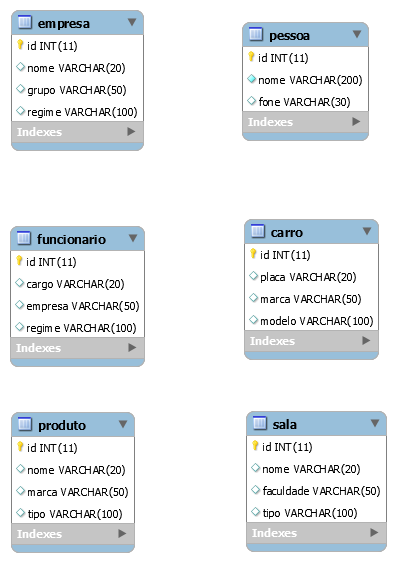 empresa
id INT(11)
nome VARCHAR(20)
grupo VARCHAR(50)
regime VARCHAR(100)
Indexes
pessoa
id INT(11)
nome VARCHAR(200)
fone VARCHAR(30)
Indexes
funcionario
id INT(11)
cargo VARCHAR(20)
empresa VARCHAR(50)
regime VARCHAR(100)
Indexes
carro
id INT(11)
placa VARCHAR(20)
marca VARCHAR(50)
modelo VARCHAR(100)
Indexes
produto
id INT(11)
nome VARCHAR(20)
marca VARCHAR(50)
tipo VARCHAR(100)
Indexes
sala
id INT(11)
nome VARCHAR(20)
faculdade VARCHAR(50)
tipo VARCHAR(100)
Indexes